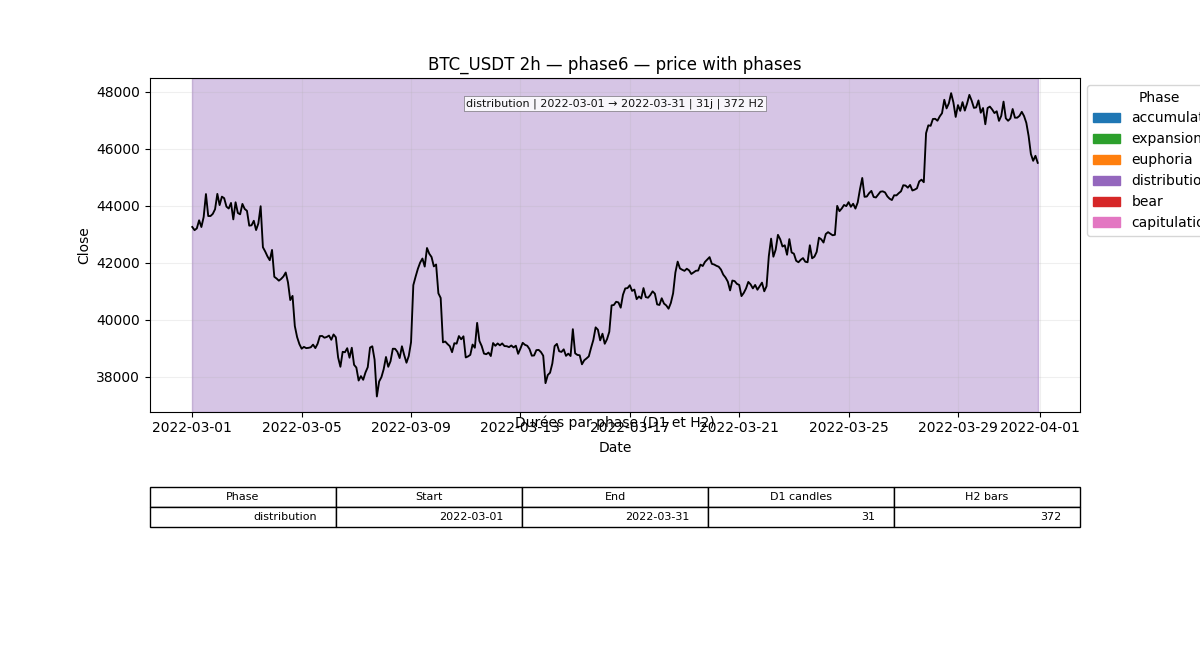 BTC_USDT 2h — phase6 — price with phases
distribution | 2022-03-01 → 2022-03-31 | 31j | 372 H2
48000
46000
44000
42000
40000
38000
Close
Phase
accumulat
expansion
euphoria
distributio
bear
capitulatio
2022-03-01 2022-03-05 2022-03-09 2022-03-13 2022-03-17 2022-03-21 2022-03-25 2022-03-29 2022-04-01
Durées par phase (D1 et H2)
Date
Phase Start End D1 candles H2 bars
distribution 2022-03-01 2022-03-31 31 372